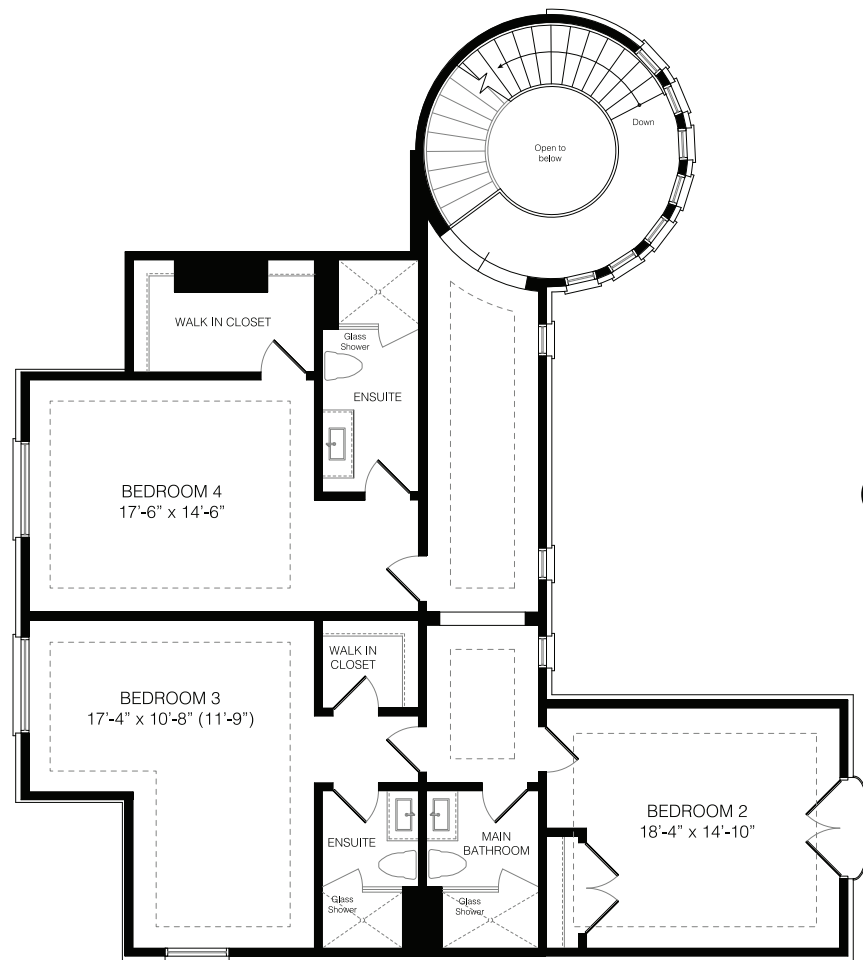 Down
Open to
below
WALK IN CLOSET
Glass
Shower
ENSUITE
BEDROOM 4
17'-6" x 14'-6"
WALK IN
CLOSET
BEDROOM 3
17'-4" x 10'-8" (11'-9")
BEDROOM 2
18'-4" x 14'-10"
ENSUITE
MAIN
BATHROOM
Glass
Shower
Glass
Shower